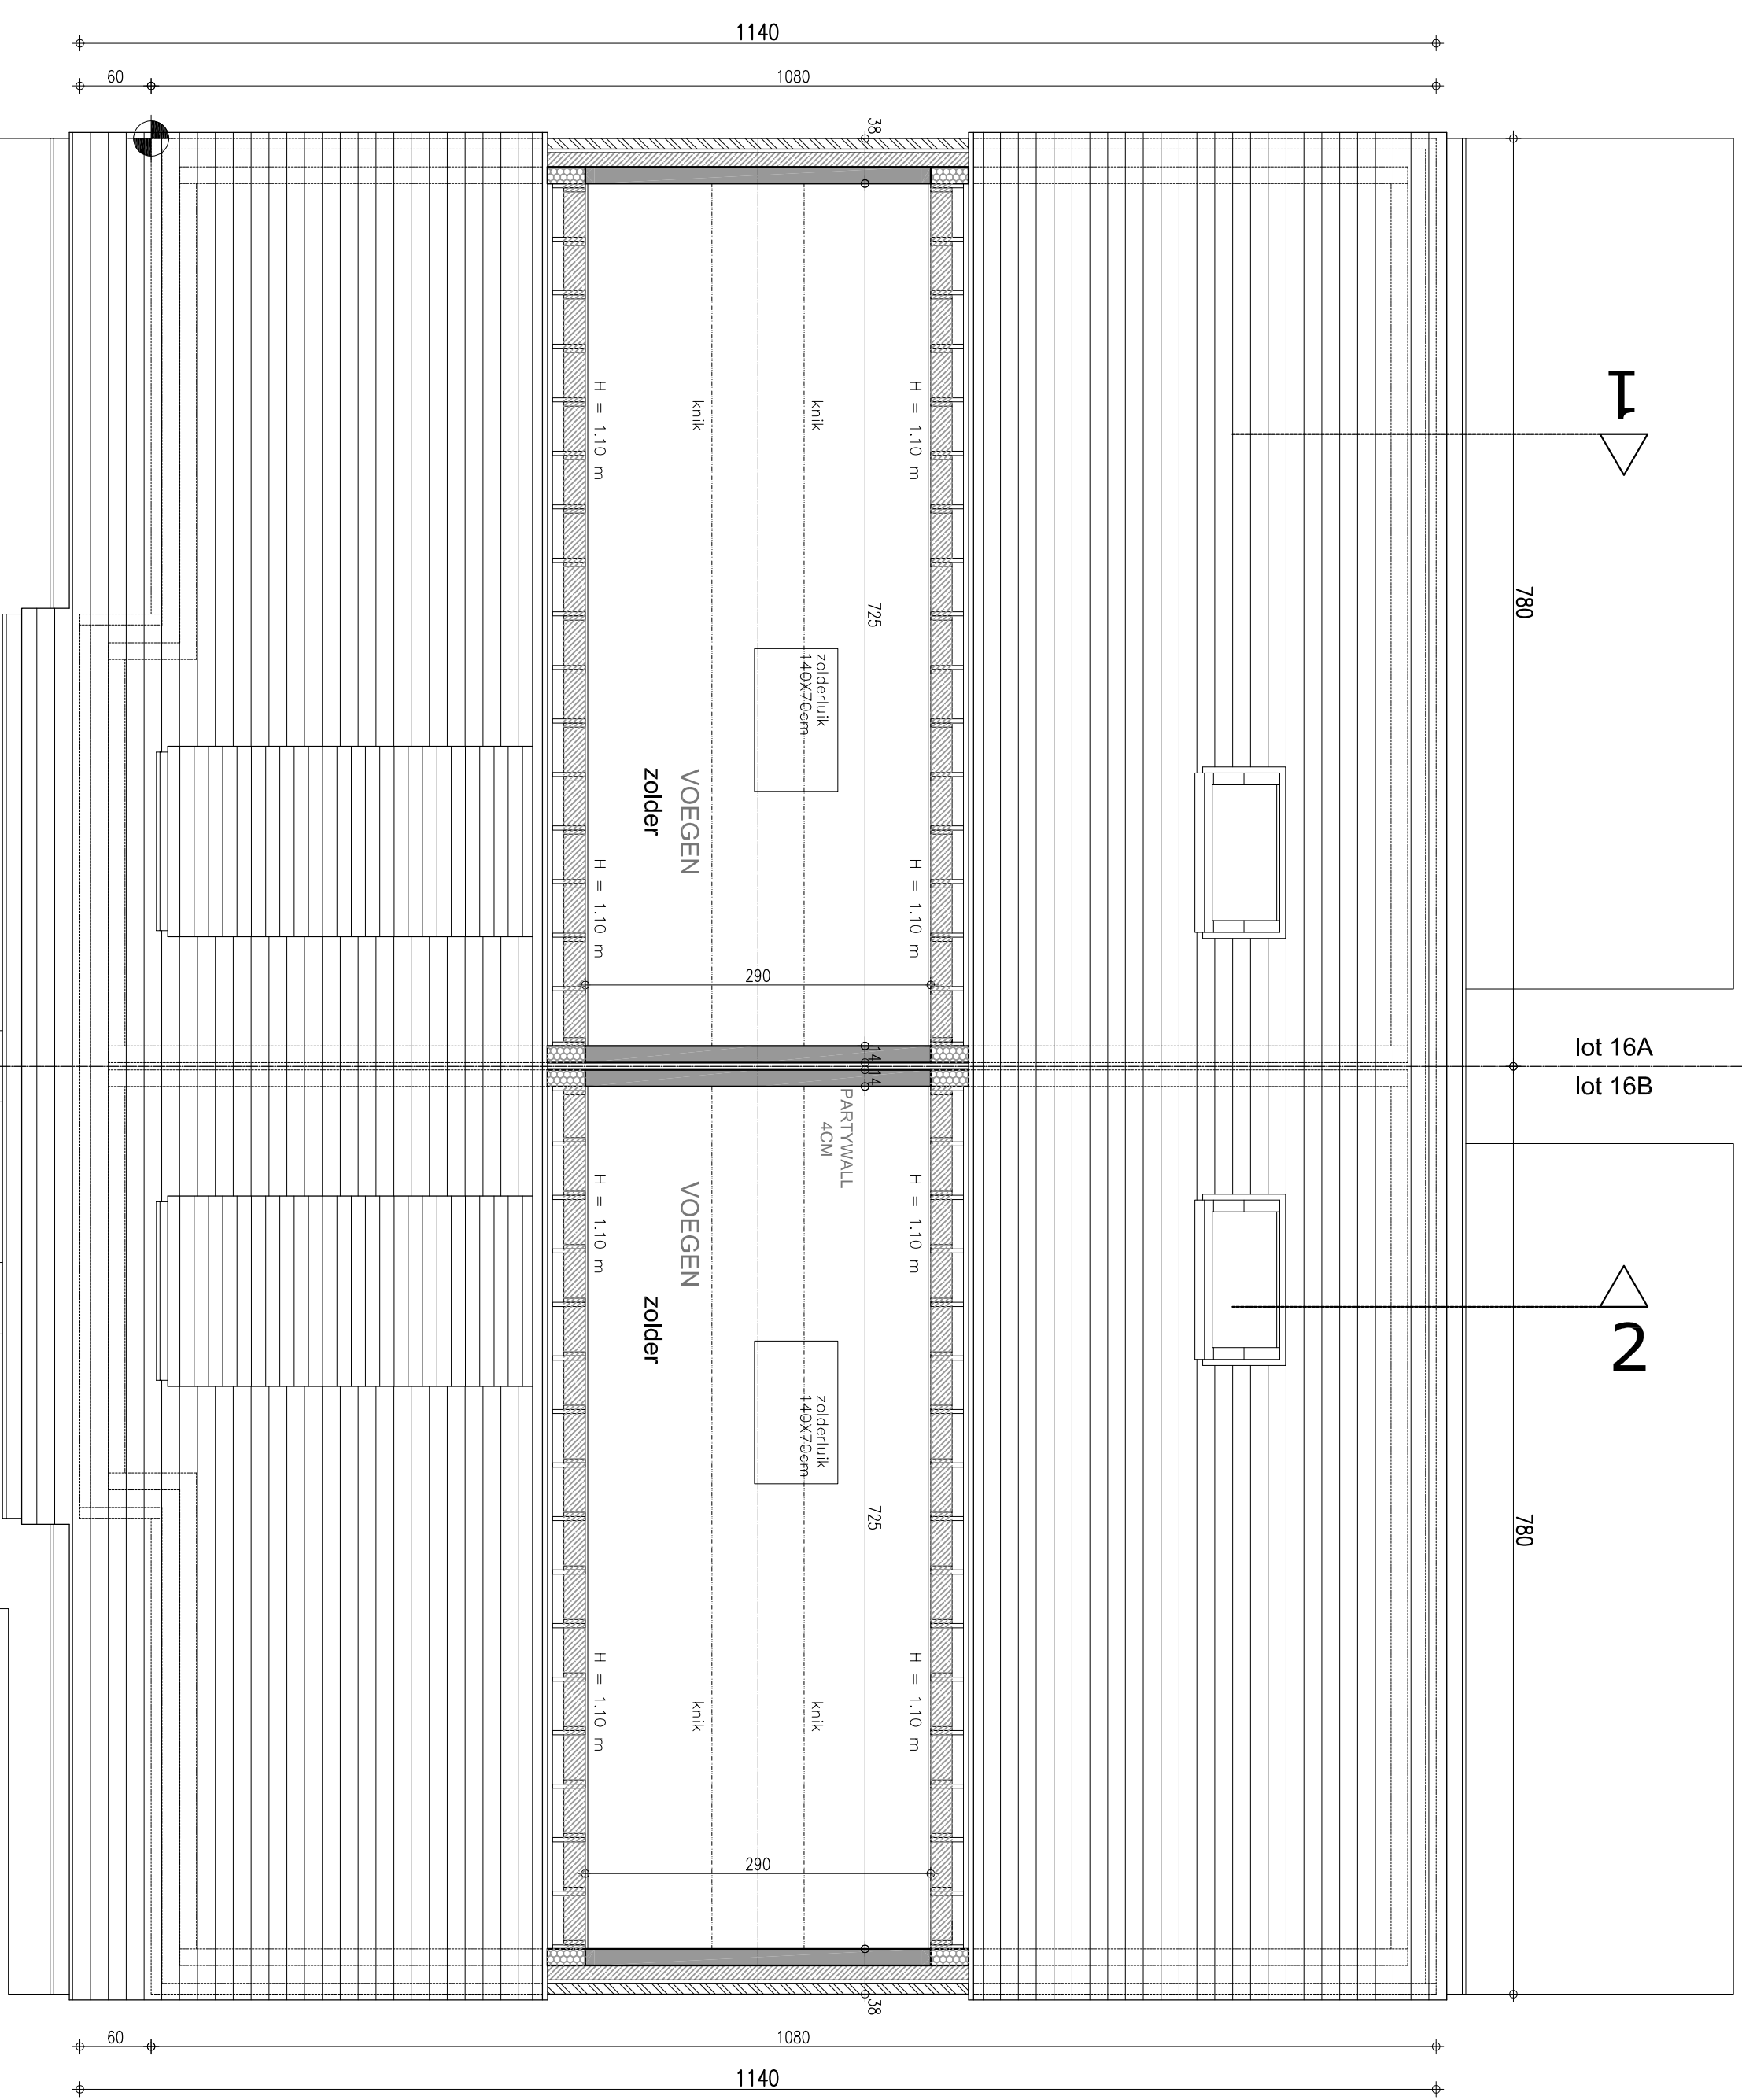 1140
60
1080
38
1
H = 1.10 m
knik
knik
H = 1.10 m
780
725
zolderluik
140X70cm
VOEGEN
zolder
H = 1.10 m
H = 1.10 m
290
lot 16A
14
14
lot 16B
PARTYWALL
4CM
H = 1.10 m
H = 1.10 m
VOEGEN
zolder
2
zolderluik
140X70cm
725
780
H = 1.10 m
knik
knik
H = 1.10 m
290
38
60
1080
1140